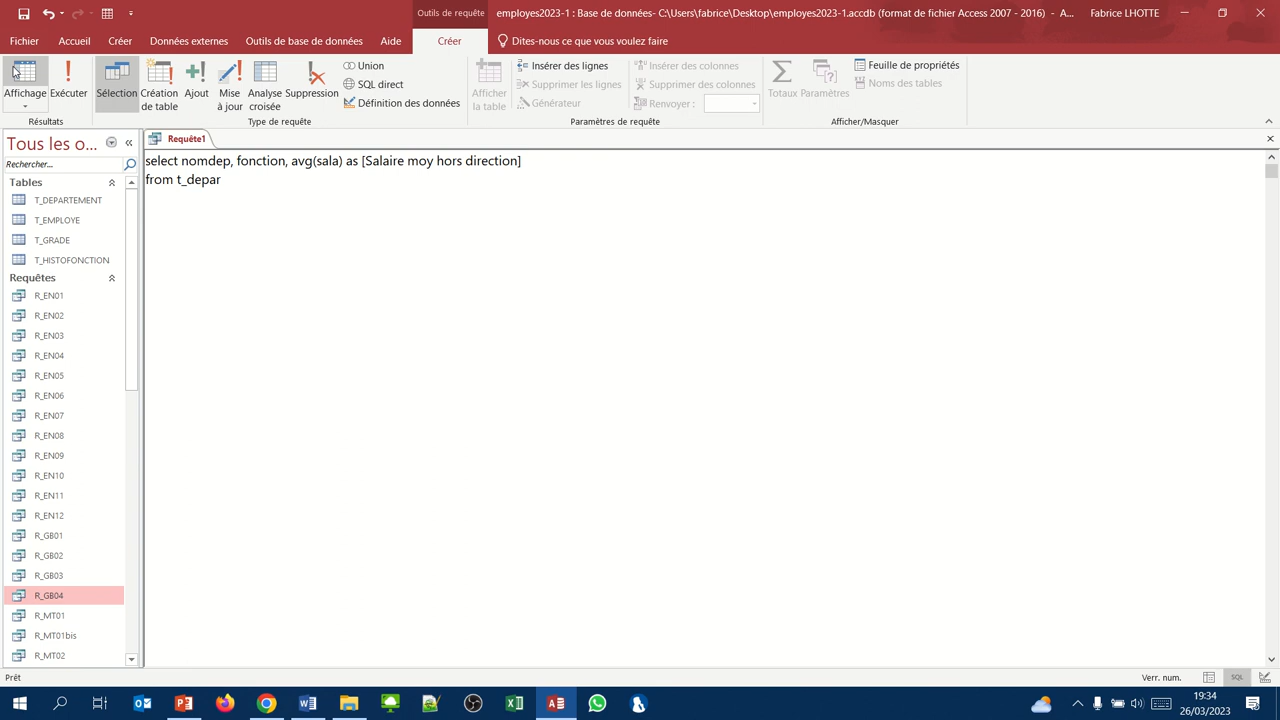 Outils de requête
employes2023-1 : Base de données- C:\Users\fabrice\Desktop\employes2023-1.accdb (format de fichier Access 2007 - 2016) - A...
Fabrice LHOTTE
Fichier
Accueil
Créer
Données externes
Outils de base de données
Aide
Créer
Dites-nous ce que vous voulez faire
Affichage
Exécuter
Résultats
Sélection
Création de table
Ajout
Mise à jour
Analyse croisée
Suppression
Union
SQL direct
Définition des données
Type de requête
Afficher la table
Insérer des lignes
Supprimer les lignes
Générateur
Insérer des colonnes
Supprimer des colonnes
Renvoyer :
Paramètres de requête
Totaux
Paramètres
Feuille de propriétés
Noms des tables
Afficher/Masquer
Tous les o...
Rechercher...
Tables
T_DEPARTEMENT
T_EMPLOYE
T_GRADE
T_HISTOFONCTION
Requêtes
R_EN01
R_EN02
R_EN03
R_EN04
R_EN05
R_EN06
R_EN07
R_EN08
R_EN09
R_EN10
R_EN11
R_EN12
R_GB01
R_GB02
R_GB03
R_GB04
R_MT01
R_MT01bis
R_MT02
Requête1
select nomdep, fonction, avg(sala) as [Salaire moy hors direction]
from t_depar
Prêt
Verr. num.
SQL
19:34
26/03/2023